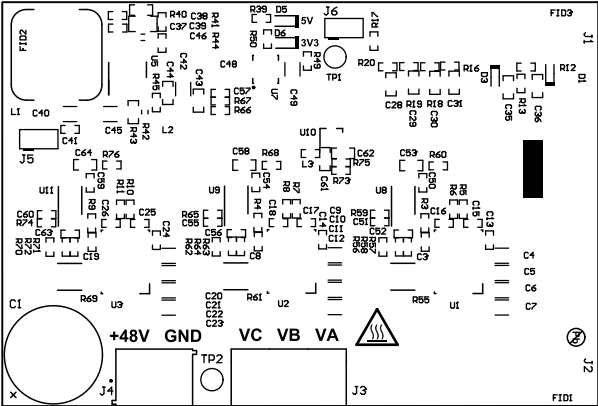 R40 C38 R41 R39 D5 5V J6 R17 FID3
C37 C39 R44
FID2 C46 R50 D6 3V3 J1
U5 C42 C48 R49 R20 R16 R12
C44 C43 U7 TP1 D3 R13 D1
R45 C57 C49 C28 R19 R18 C31
L1 C40 C45 R67 C29 C30 C35 C36
R66
R43 R42 L2
J5 C41 U10
C64 R76 C58 R68 L3 C62 C53 R60
R75
C59 C54 C61 R73 C50
U11 R11 R10 U9 R8 R7 U8 R6 R5
C60 R9 C26 C25 R65 R4 C18 C17 C9 R59 R3 C16 C15
R74 C55 C14 C10 C51
C63 C24 C56 C11 C52 C13
C12
R70 R72 R71 C19 R62 R64 R63 C8 R56 R58 R57 C3 C4
C5
R69 U3 C20 R61 U2 R55 U1 C6
C1 C21 C7
C22
C23
+48V GND VC VB VA
Pb
TP2 J2
J4 J3
FID1